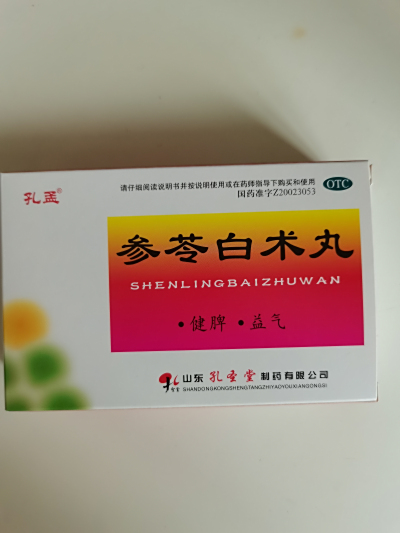 请仔细阅读说明书并按说明使用或在药师指导下购买和使用
OTC
国药准字Z20023053
孔孟®
参苓白术丸
SHENLINGBAIZHUWAN
·健脾 ·益气
山东 孔圣堂 制药有限公司
SHANDONGKONGSHENGTANGZHIYAOYOUXIANGONGSI